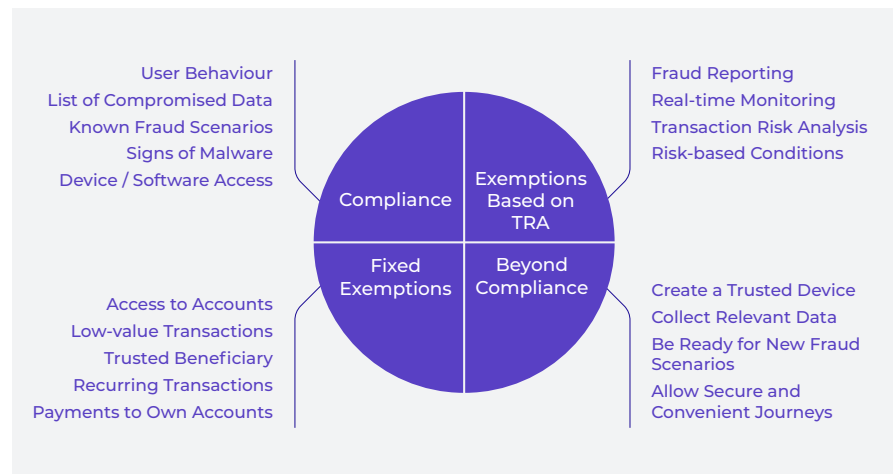 User Behaviour
List of Compromised Data
Known Fraud Scenarios
Signs of Malware
Device / Software Access
Compliance
Exemptions
Based on
TRA
Fraud Reporting
Real-time Monitoring
Transaction Risk Analysis
Risk-based Conditions
Access to Accounts
Low-value Transactions
Trusted Beneficiary
Recurring Transactions
Payments to Own Accounts
Fixed
Exemptions
Beyond
Compliance
Create a Trusted Device
Collect Relevant Data
Be Ready for New Fraud
Scenarios
Allow Secure and
Convenient Journeys